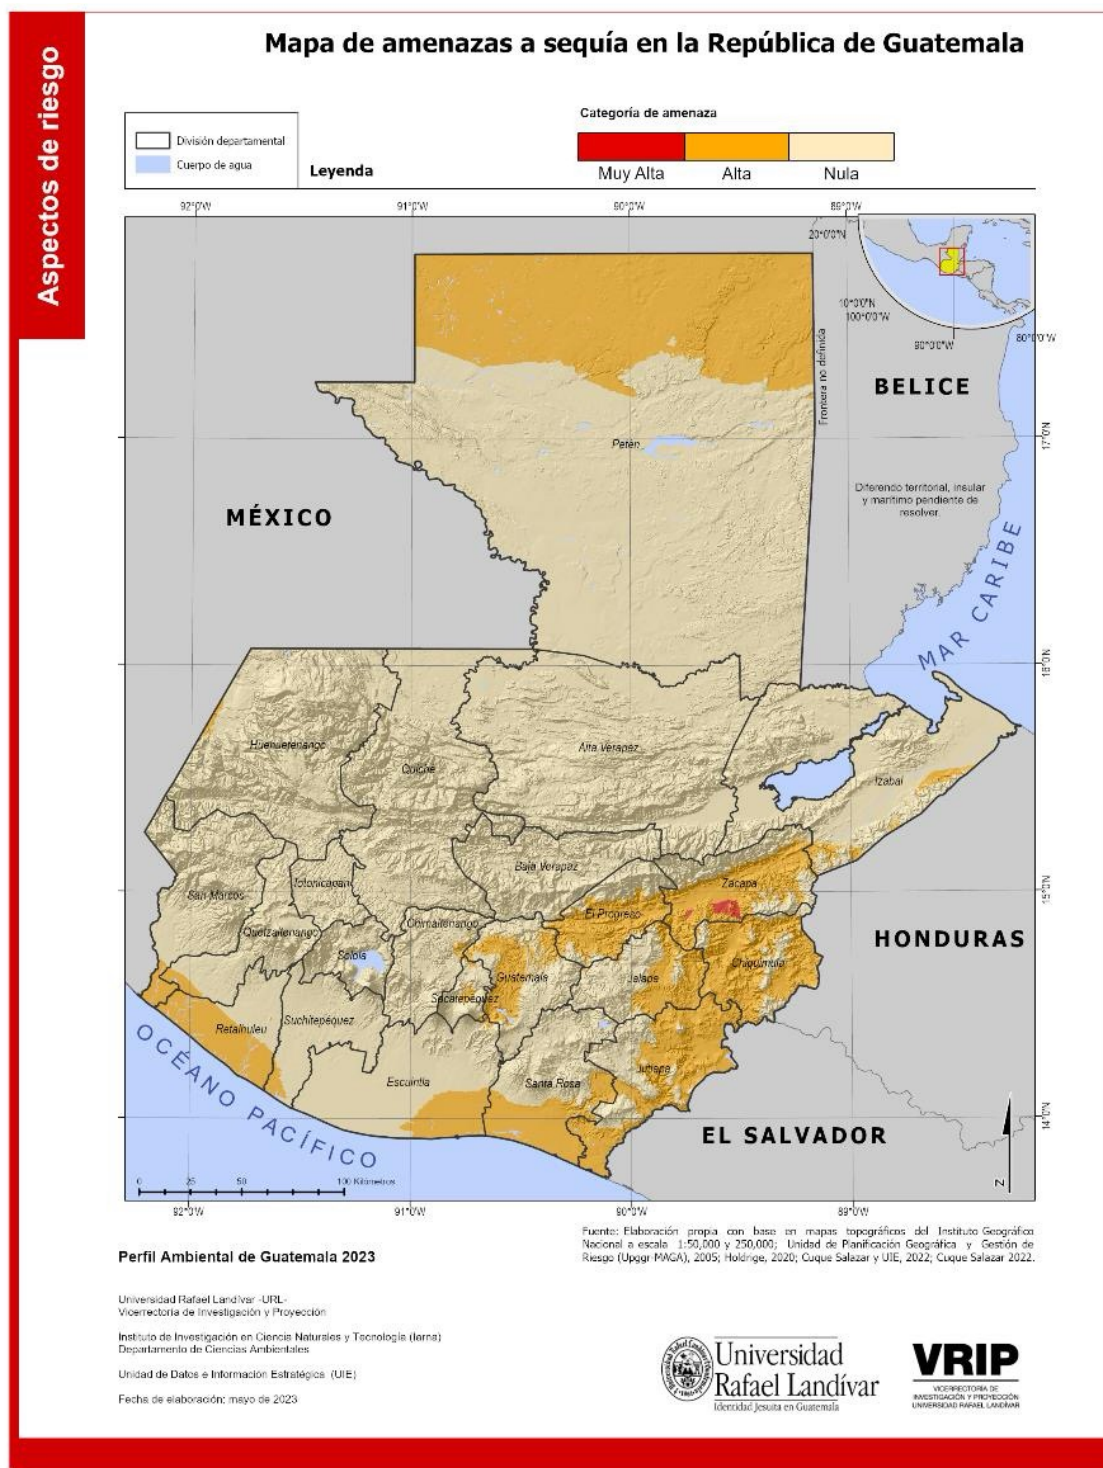 Aspectos de riesgo
Mapa de amenazas a sequía en la República de Guatemala
División departamental
Cuerpo de agua
Leyenda
Categoría de amenaza
Muy Alta
Alta
Nula
92°0'W
91°0'W
90°0'W
20°0'0"N
10°0'0"N
100°0'0"W
90°0'0"W
80°0'0"W
Frontera no definida
BELICE
17°0'N
Petén
MÉXICO
Diferendo territorial, insular
y marítimo pendiente de
resolver.
MAR CARIBE
16°0'N
Huehuetenango
Quiché
Alta Verapaz
Izabal
Baja Verapaz
Zacapa
15°0'N
San Marcos
Totonicapán
El Progreso
Chimaltenango
Quetzaltenango
Sololá
HONDURAS
Guatemala
Jalapa
Chiquimula
Sacatepéquez
Retalhuleu
Suchitepéquez
Escuintla
Santa Rosa
Jutiapa
OCÉANO PACÍFICO
14°0'N
EL SALVADOR
0 25 50 100 Kilómetros
N
92°0'W
91°0'W
90°0'W
89°0'W
Perfil Ambiental de Guatemala 2023
Fuente: Elaboración propia con base en mapas topográficos del Instituto Geográfico
Nacional a escala 1:50,000 y 250,000; Unidad de Planificación Geográfica y Gestión de
Riesgo (Upggr-MAGA), 2005; Holdrige, 2020; Cuque Salazar y UIE, 2022; Cuque Salazar 2022.
Universidad Rafael Landívar -URL-
Vicerrectoría de Investigación y Proyección
Instituto de Investigación en Ciencias Naturales y Tecnología (Iarna)
Departamento de Ciencias Ambientales
Unidad de Datos e Información Estratégica (UIE)
Fecha de elaboración: mayo de 2023
Universidad
Rafael Landívar
Identidad Jesuita en Guatemala
VRIP
VICERRECTORÍA DE
INVESTIGACIÓN Y PROYECCIÓN
UNIVERSIDAD RAFAEL LANDÍVAR